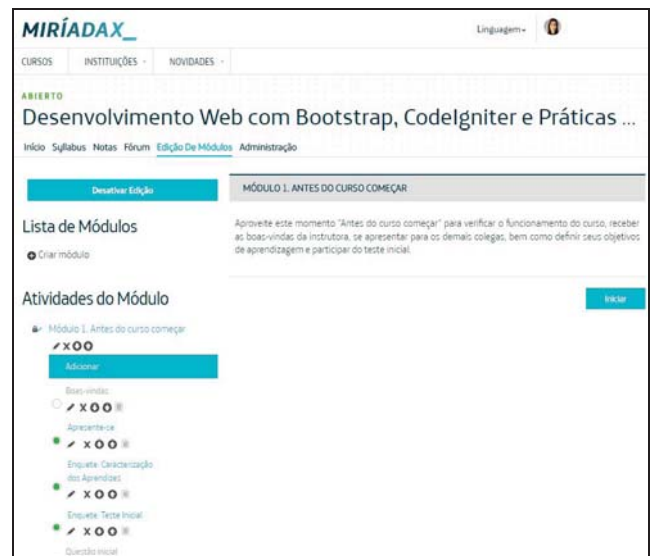 MIRÍADAX_
Linguagem
CURSOS INSTITUIÇÕES NOVIDADES
ABIERTO
Desenvolvimento Web com Bootstrap, CodeIgniter e Práticas ...
Início Syllabus Notas Fórum Edição De Módulos Administração
Desativar Edição
Lista de Módulos
Criar módulo
Atividades do Módulo
Módulo 1. Antes do curso começar
Adicionar
Boas-vindas
Apresente-se
Enquete: Caracterização
dos Aprendizes
Enquete: Teste Inicial
Questão inicial
MÓDULO 1. ANTES DO CURSO COMEÇAR
Aproveite este momento "Antes do curso começar" para verificar o funcionamento do curso, receber
as boas-vindas da instrutora, se apresentar para os demais colegas, bem como definir seus objetivos
de aprendizagem e participar do teste inicial.
Iniciar